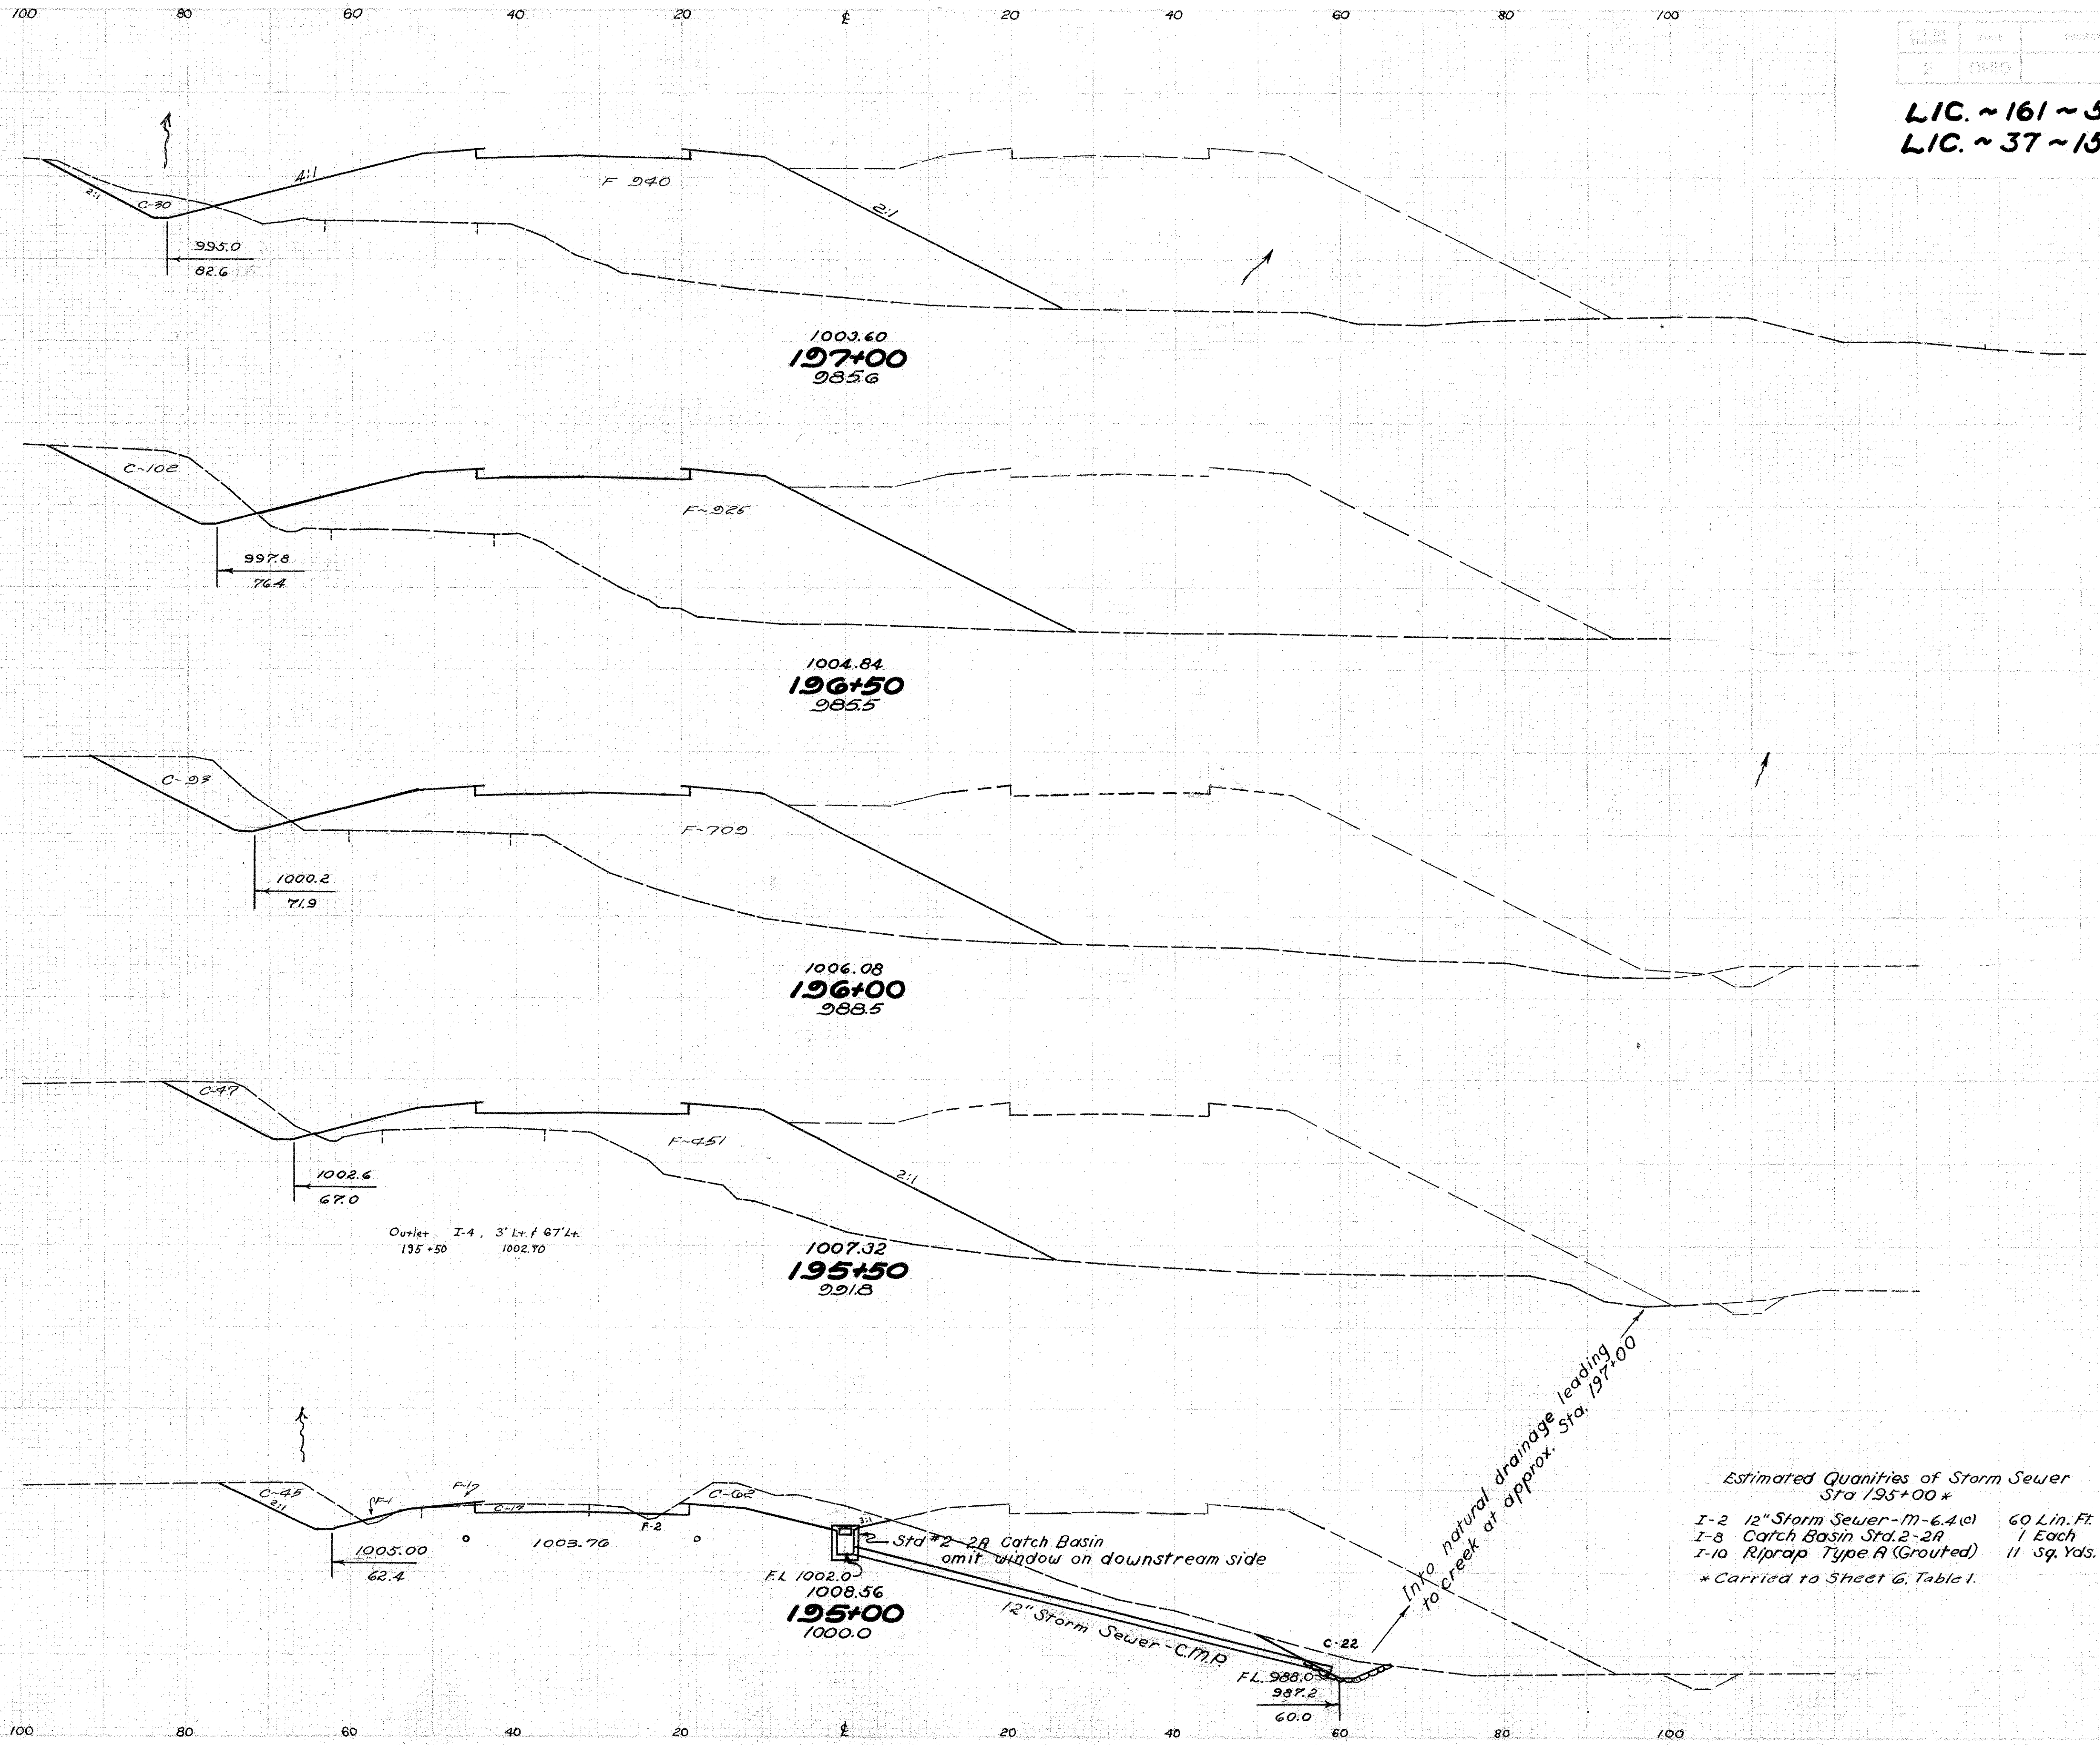 100 80 60 40 20 ℄ 20 40 60 80 100
2 OHIO
LIC. ~ 161 ~ 5
LIC. ~ 37 ~ 15
4:1
F 940
2:1
C-30
2:1
995.0
82.6
1003.60
197+00
985.6
C~102
F~925
997.8
76.4
1004.84
196+50
985.5
C-93
F-709
1000.2
71.9
1006.08
196+00
988.5
C-47
F~451
2:1
1002.6
67.0
Outlet I-4, 3' Lt. & 67' Lt.
195+50 1002.70
1007.32
195+50
991.8
Into natural drainage leading
to creek at approx. Sta. 197+00
C-45
2:1
F-1
F-17
C-17
F-2
C-62
3:1
1003.76
Std #2-2A Catch Basin
omit window on downstream side
1005.00
62.4
F.L 1002.0
1008.56
195+00
1000.0
12" Storm Sewer - C.M.P.
C-22
F.L. 988.0
987.2
60.0
Estimated Quanities of Storm Sewer
Sta 195+00 *
I-2 12" Storm Sewer-M-6.4(c) 60 Lin. Ft.
I-8 Catch Basin Std. 2-2A 1 Each
I-10 Riprap Type A (Grouted) 11 Sq. Yds.
* Carried to Sheet 6, Table 1.
100 80 60 40 20 ℄ 20 40 60 80 100